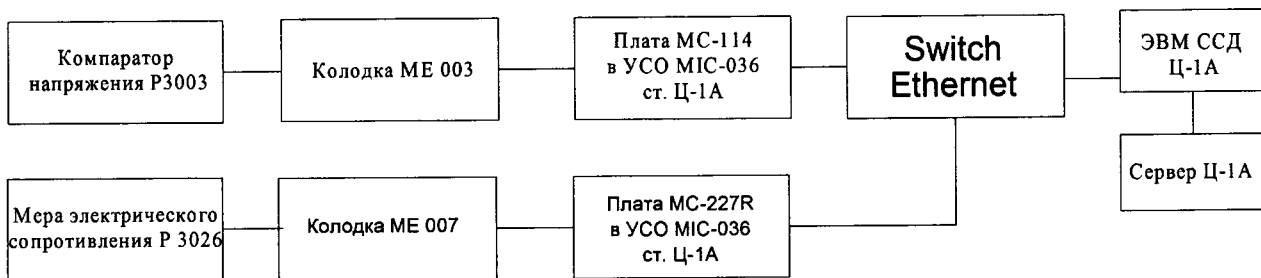 Компаратор
напряжения Р3003
Колодка МЕ 003
Плата МС-114
в УСО MIC-036
ст. Ц-1А
Switch
Ethernet
ЭВМ ССД
Ц-1А
Сервер Ц-1А
Мера электрического
сопротивления Р 3026
Колодка МЕ 007
Плата МС-227R
в УСО MIC-036
ст. Ц-1А